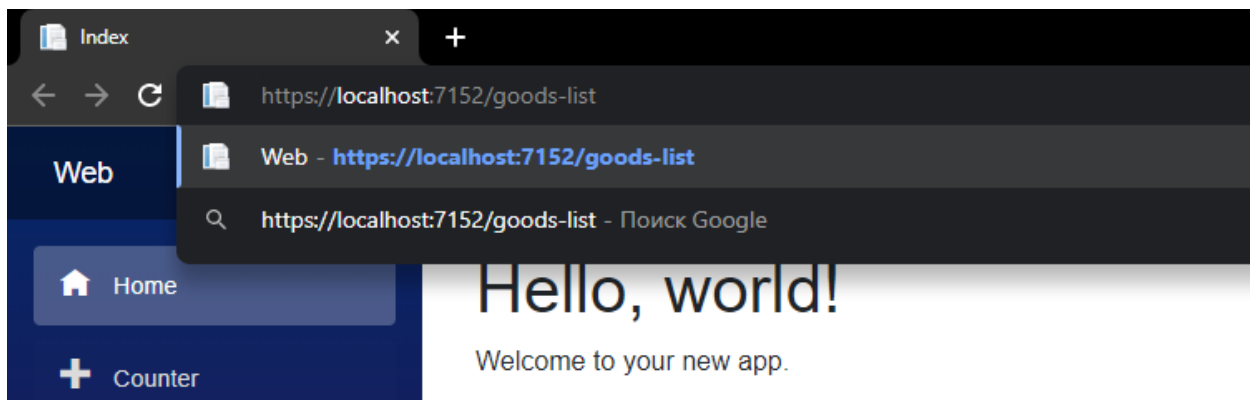 Index
https://localhost:7152/goods-list
Web
Web - https://localhost:7152/goods-list
https://localhost:7152/goods-list - Поиск Google
Home
Hello, world!
Counter
Welcome to your new app.